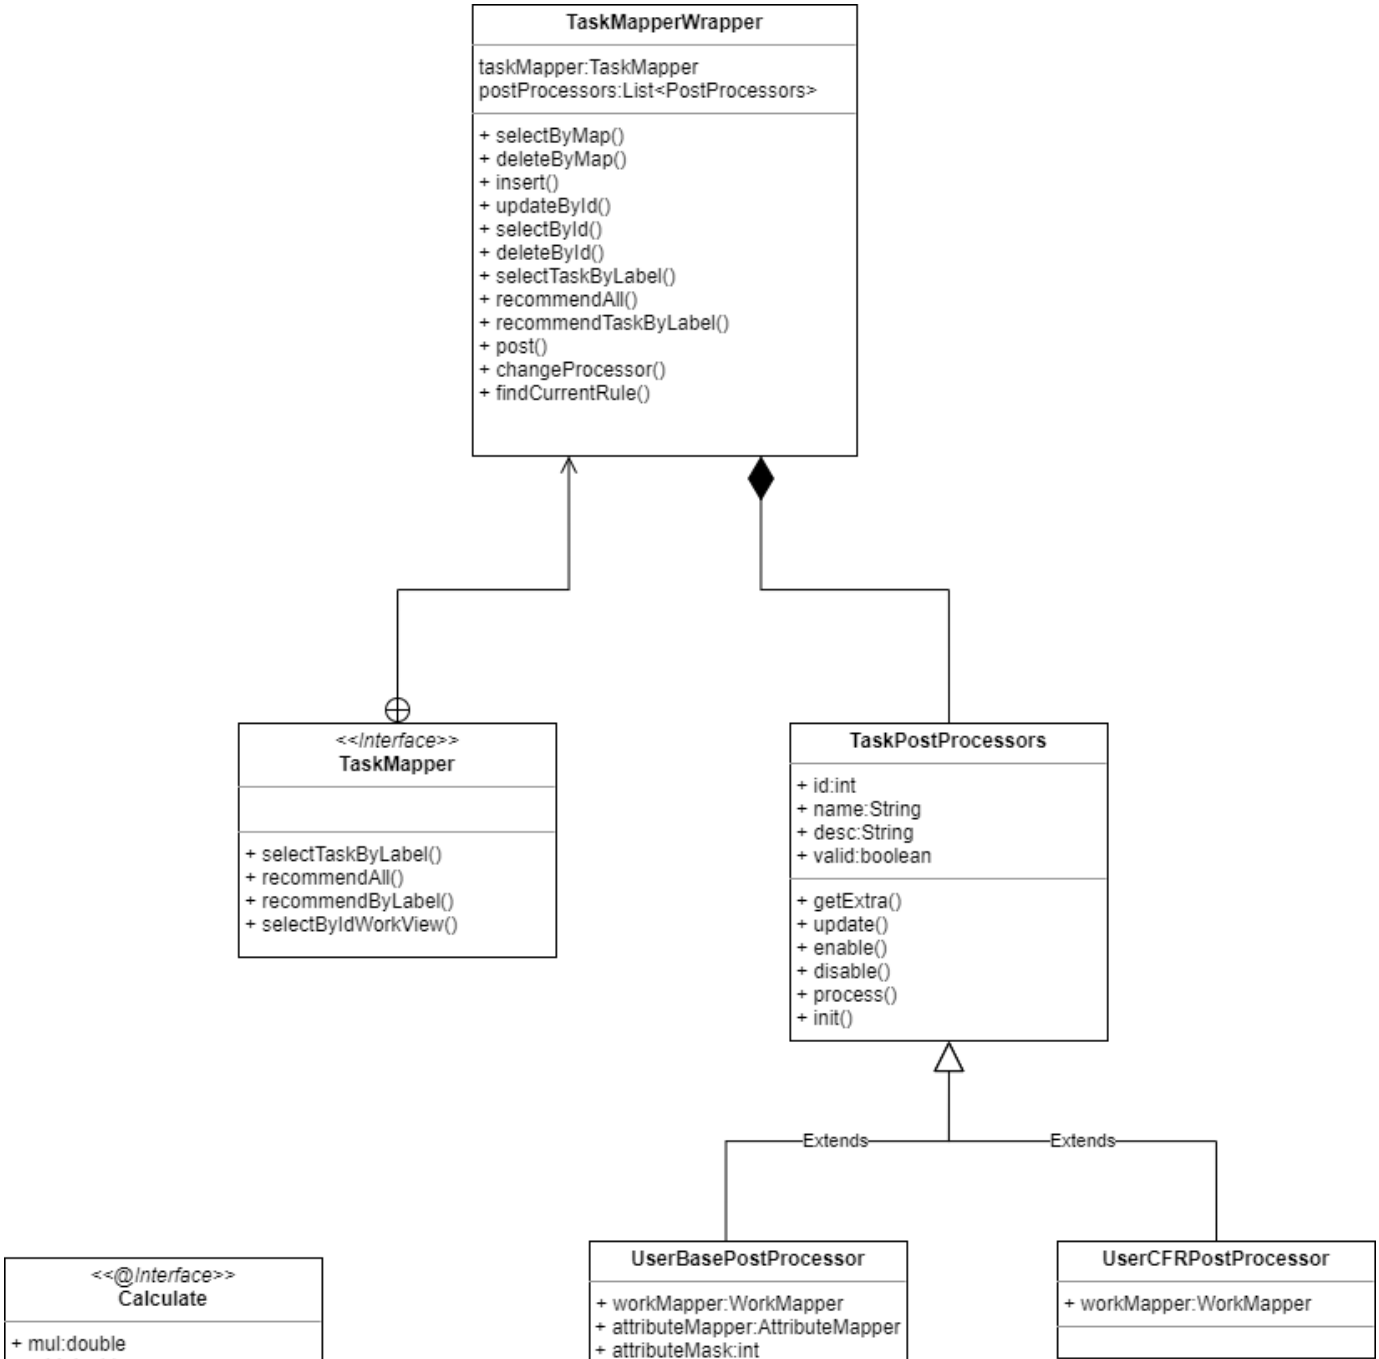 TaskMapperWrapper
taskMapper:TaskMapper
postProcessors:List<PostProcessors>
+ selectByMap()
+ deleteByMap()
+ insert()
+ updateById()
+ selectById()
+ deleteById()
+ selectTaskByLabel()
+ recommendAll()
+ recommendTaskByLabel()
+ post()
+ changeProcessor()
+ findCurrentRule()
<<Interface>>
TaskMapper
+ selectTaskByLabel()
+ recommendAll()
+ recommendByLabel()
+ selectByIdWorkView()
TaskPostProcessors
+ id:int
+ name:String
+ desc:String
+ valid:boolean
+ getExtra()
+ update()
+ enable()
+ disable()
+ process()
+ init()
Extends
Extends
<<@Interface>>
Calculate
+ mul:double
UserBasePostProcessor
+ workMapper:WorkMapper
+ attributeMapper:AttributeMapper
+ attributeMask:int
UserCFRPostProcessor
+ workMapper:WorkMapper